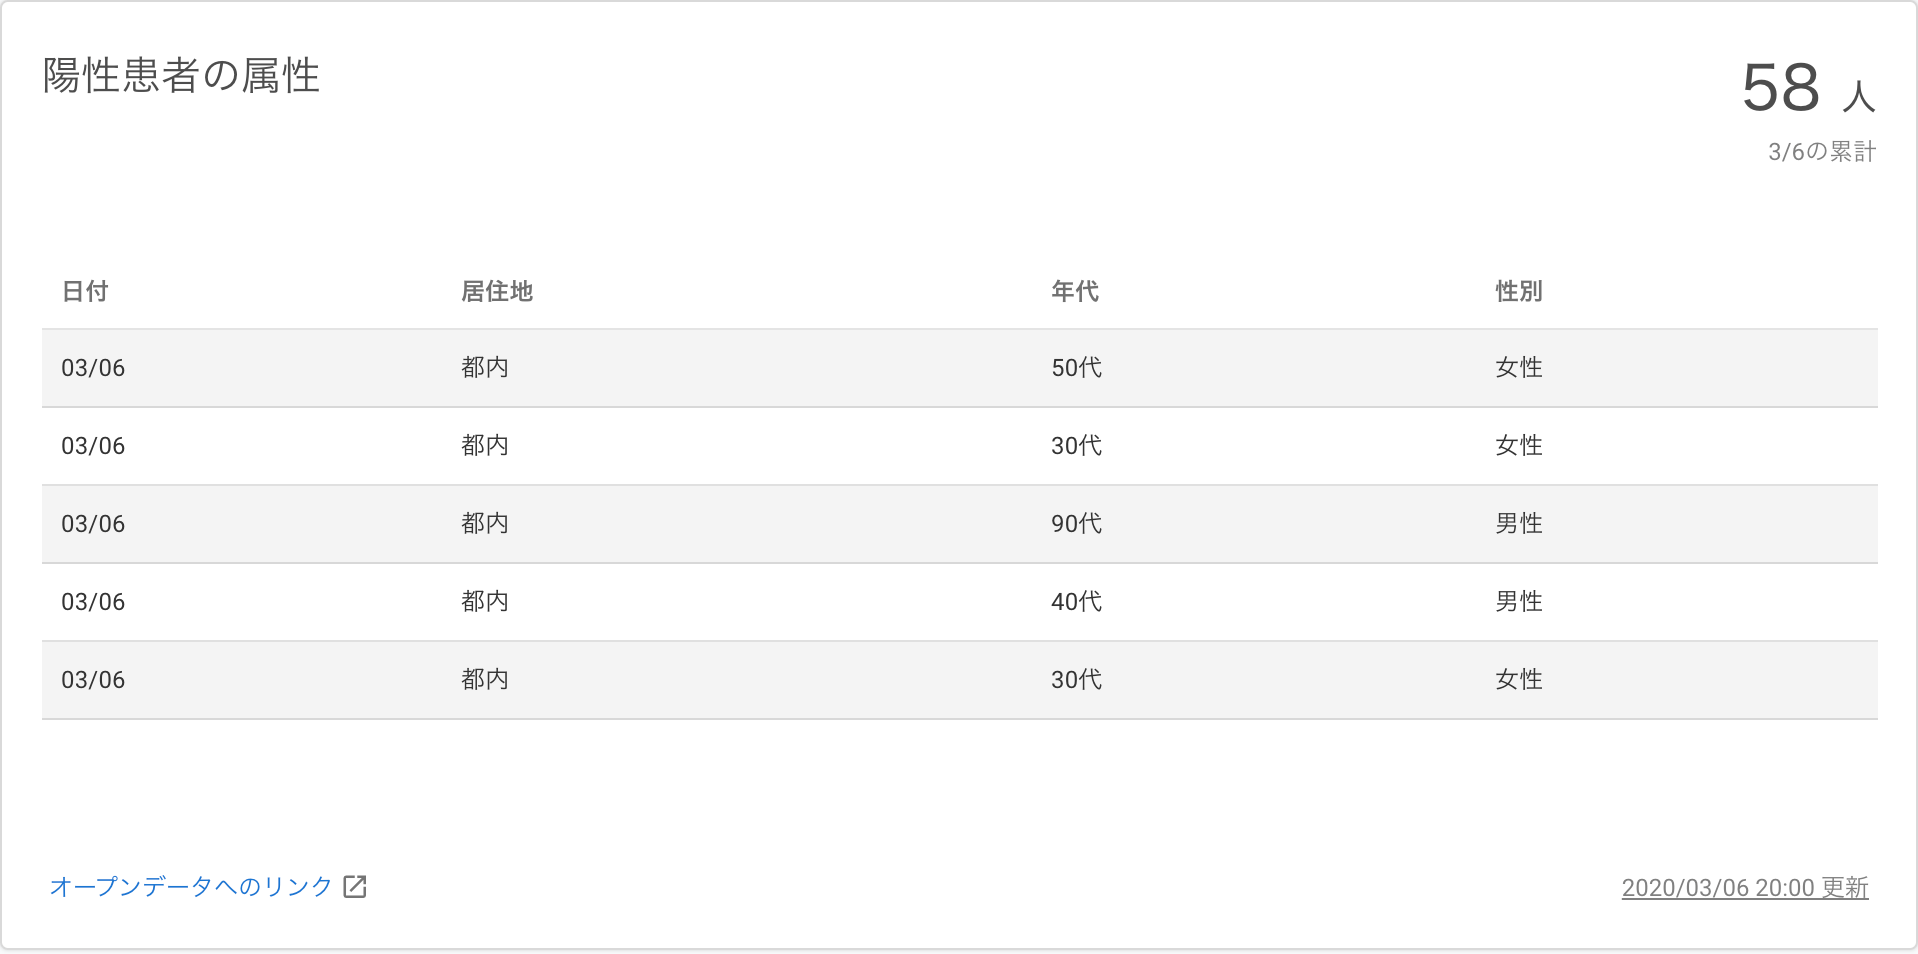 陽性患者の属性
58 人
3/6の累計
日付 居住地 年代 性別
03/06 都内 50代 女性
03/06 都内 30代 女性
03/06 都内 90代 男性
03/06 都内 40代 男性
03/06 都内 30代 女性
オープンデータへのリンク
2020/03/06 20:00 更新